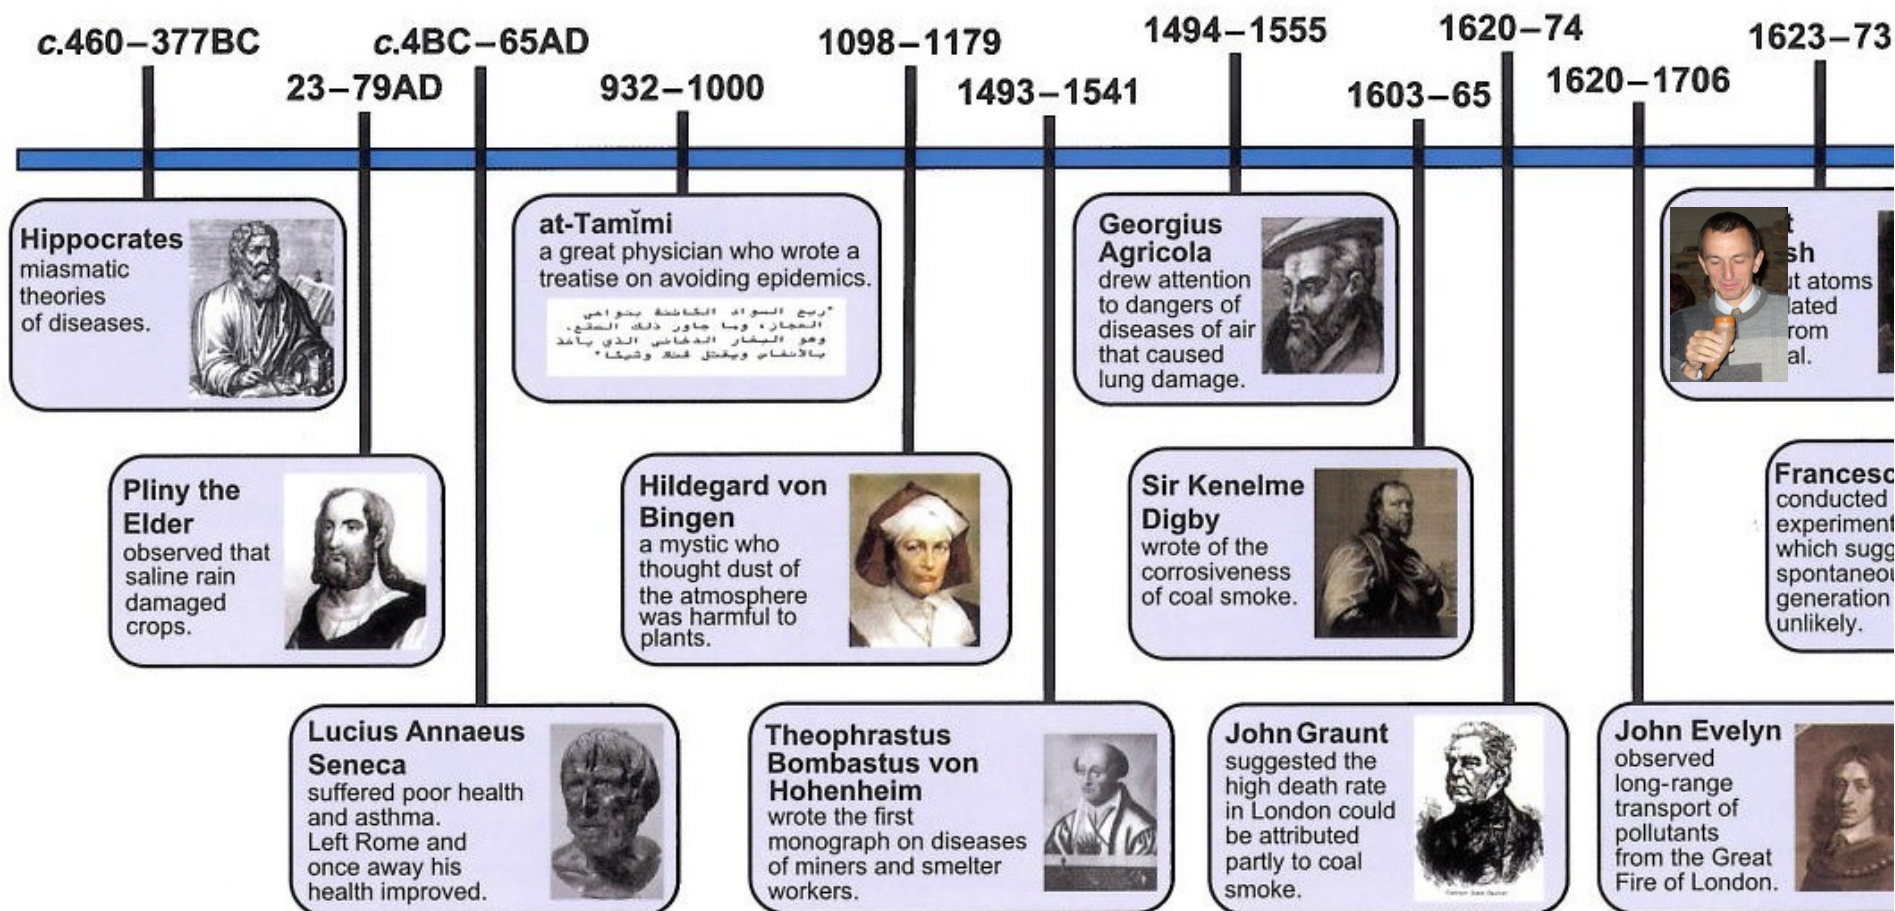 c.460–377BC
23–79AD
c.4BC–65AD
932–1000
1098–1179
1493–1541
1494–1555
1603–65
1620–74
1620–1706
1623–73
Hippocrates
miasmatic
theories
of diseases.
at-Tamĭmi
a great physician who wrote a
treatise on avoiding epidemics.
وهو البخار الدخاني الذي يأخذ
Georgius
Agricola
drew attention
to dangers of
diseases of air
that caused
lung damage.
atoms
Pliny the
Elder
observed that
saline rain
damaged
crops.
Hildegard von
Bingen
a mystic who
thought dust of
the atmosphere
was harmful to
plants.
Sir Kenelme
Digby
wrote of the
corrosiveness
of coal smoke.
Francesc
conducted
experiment
which sugg
spontaneou
generation
unlikely.
Lucius Annaeus
Seneca
suffered poor health
and asthma.
Left Rome and
once away his
health improved.
Theophrastus
Bombastus von
Hohenheim
wrote the first
monograph on diseases
of miners and smelter
workers.
John Graunt
suggested the
high death rate
in London could
be attributed
partly to coal
smoke.
John Evelyn
observed
long-range
transport of
pollutants
from the Great
Fire of London.